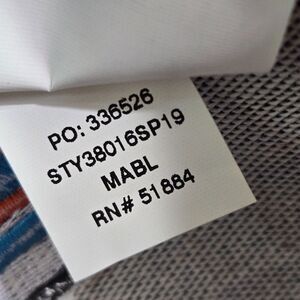 PO: 336526
STY38016SP19
MABL
RN# 51884